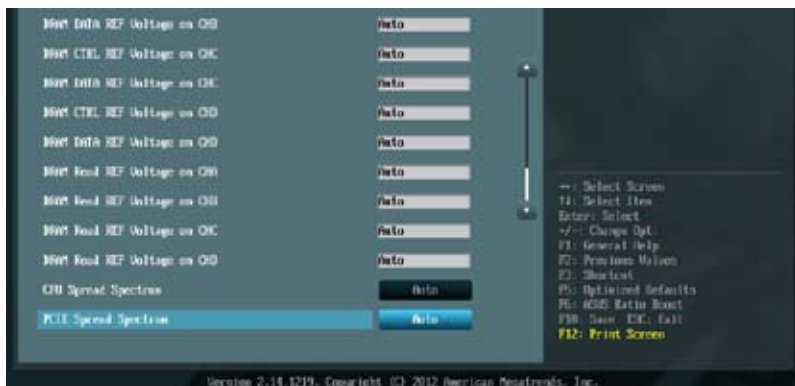 DRAM DATA REF Voltage on CHB Auto
DRAM CTRL REF Voltage on CHC Auto
DRAM DATA REF Voltage on CHC Auto
DRAM CTRL REF Voltage on CHD Auto
DRAM DATA REF Voltage on CHD Auto
DRAM Read REF Voltage on CHA Auto
DRAM Read REF Voltage on CHB Auto
DRAM Read REF Voltage on CHC Auto
DRAM Read REF Voltage on CHD Auto
CPU Spread Spectrum Auto
PCIE Spread Spectrum Auto
→←: Select Screen
↑↓: Select Item
Enter: Select
+/-: Change Opt.
F1: General Help
F2: Previous Values
F3: Shortcut
F5: Optimized Defaults
F6: ASUS Ratio Boost
F10: Save ESC: Exit
F12: Print Screen
Version 2.14.1219. Copyright (C) 2012 American Megatrends, Inc.